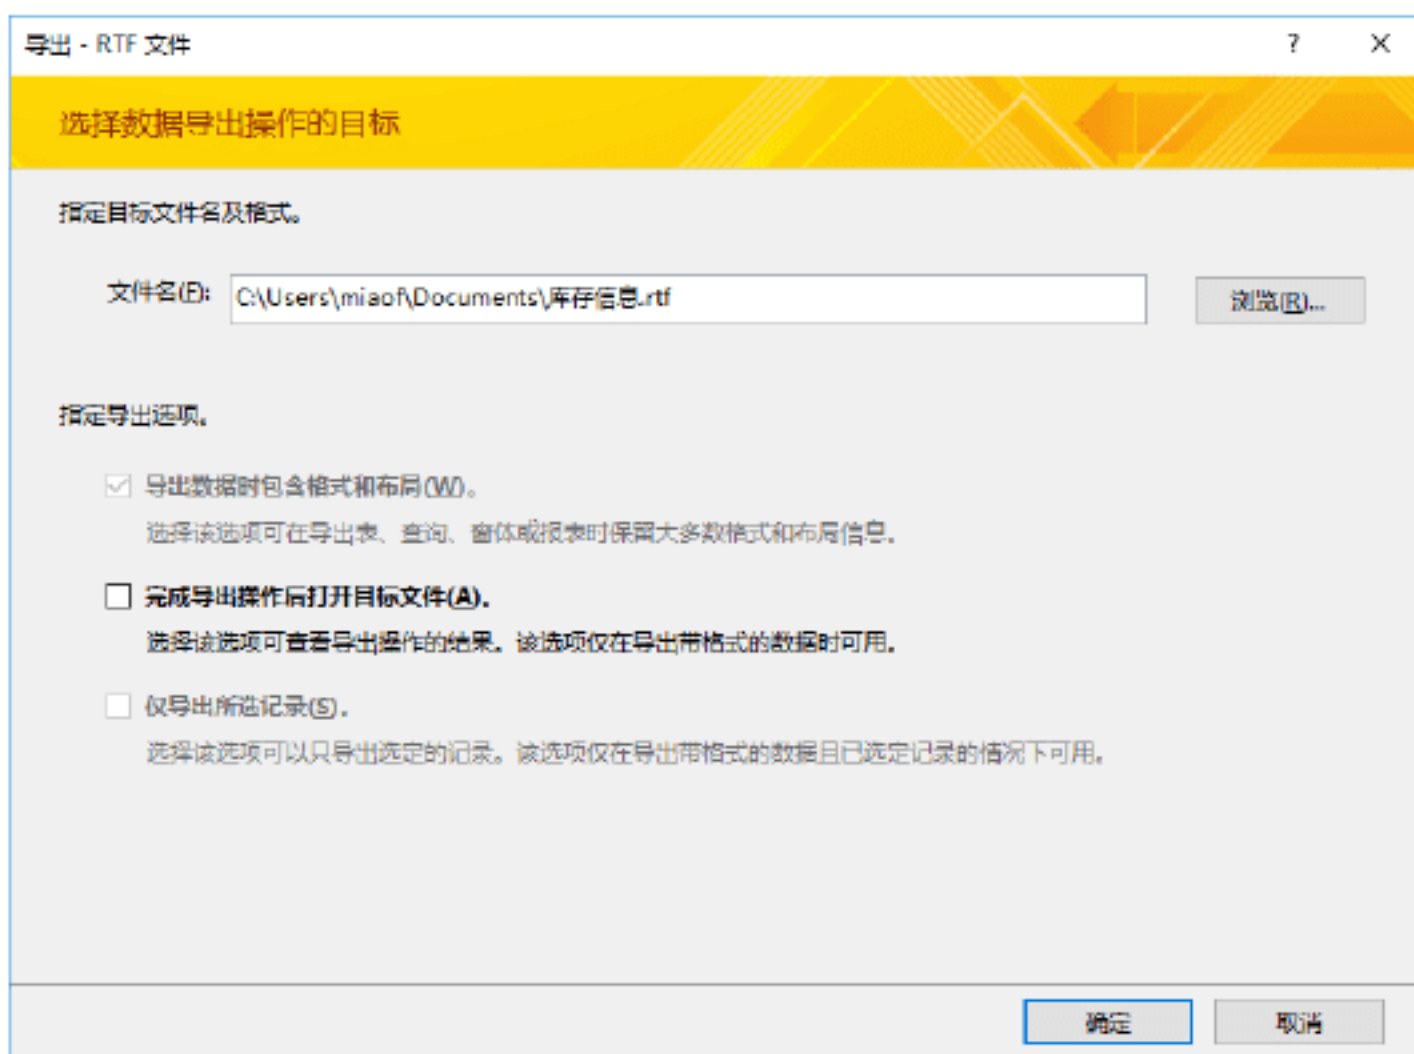 导出 - RTF 文件
? ×
选择数据导出操作的目标
指定目标文件名及格式。
文件名(F): C:\Users\miaof\Documents\库存信息.rtf 浏览(R)...
指定导出选项。
导出数据时包含格式和布局(W)。
选择该选项可在导出表、查询、窗体或报表时保留大多数格式和布局信息。
完成导出操作后打开目标文件(A)。
选择该选项可查看导出操作的结果。该选项仅在导出带格式的数据时可用。
仅导出所选记录(S)。
选择该选项可以只导出选定的记录。该选项仅在导出带格式的数据且已选定记录的情况下可用。
确定 取消